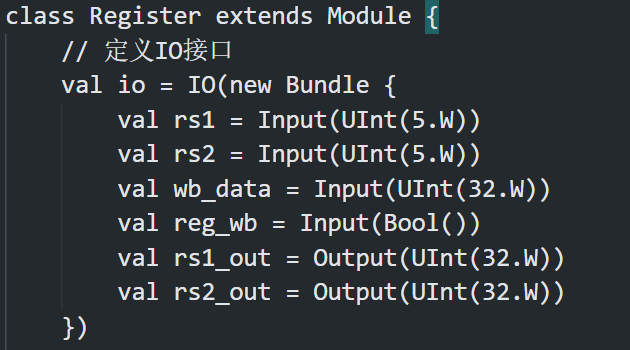 class Register extends Module {
    // 定义IO接口
    val io = IO(new Bundle {
        val rs1 = Input(UInt(5.W))
        val rs2 = Input(UInt(5.W))
        val wb_data = Input(UInt(32.W))
        val reg_wb = Input(Bool())
        val rs1_out = Output(UInt(32.W))
        val rs2_out = Output(UInt(32.W))
    })